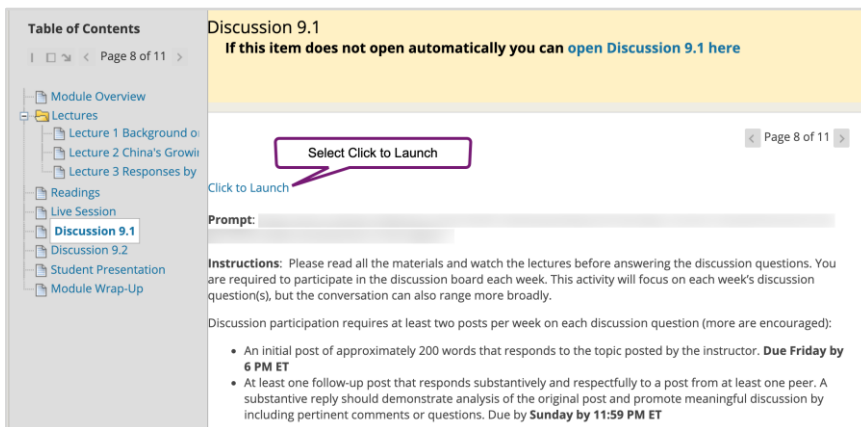 Table of Contents
Page 8 of 11
Module Overview
Lectures
Lecture 1 Background o
Lecture 2 China's Growi
Lecture 3 Responses by
Readings
Live Session
Discussion 9.1
Discussion 9.2
Student Presentation
Module Wrap-Up
Discussion 9.1
If this item does not open automatically you can open Discussion 9.1 here
Page 8 of 11
Select Click to Launch
Click to Launch
Prompt:
Instructions: Please read all the materials and watch the lectures before answering the discussion questions. You
are required to participate in the discussion board each week. This activity will focus on each week's discussion
question(s), but the conversation can also range more broadly.
Discussion participation requires at least two posts per week on each discussion question (more are encouraged):
• An initial post of approximately 200 words that responds to the topic posted by the instructor. Due Friday by
6 PM ET
• At least one follow-up post that responds substantively and respectfully to a post from at least one peer. A
substantive reply should demonstrate analysis of the original post and promote meaningful discussion by
including pertinent comments or questions. Due by Sunday by 11:59 PM ET